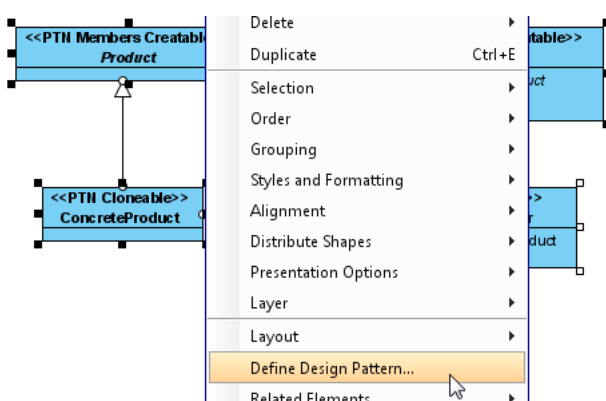 <<PTN Members Creatabl
Product
<<PTN Cloneable>>
ConcreteProduct
Delete
Duplicate Ctrl+E
Selection
Order
Grouping
Styles and Formatting
Alignment
Distribute Shapes
Presentation Options
Layer
Layout
Define Design Pattern...
Related Elements
table>>
uct
>>
r
duct